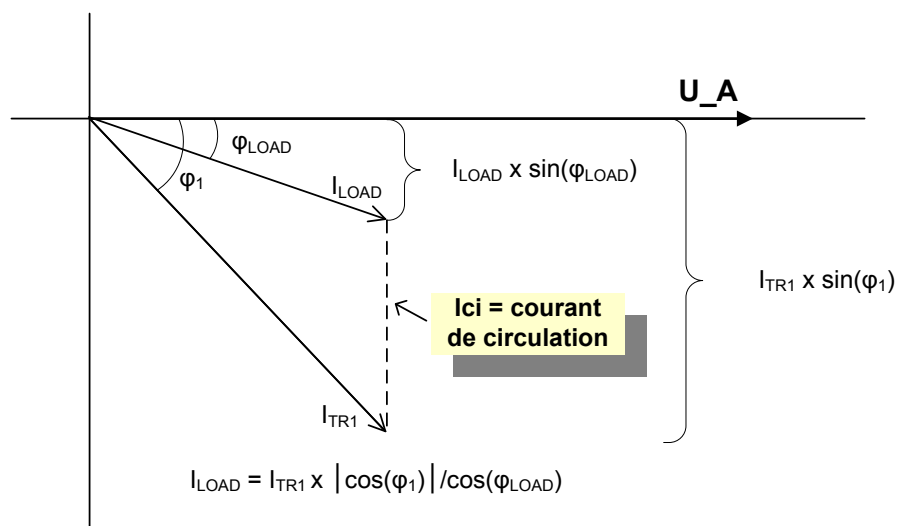 U_A
φLOAD
ILOAD x sin(φLOAD)
φ1
ILOAD
ITR1 x sin(φ1)
Ici = courant
de circulation
ITR1
ILOAD = ITR1 x |cos(φ1)|/cos(φLOAD)